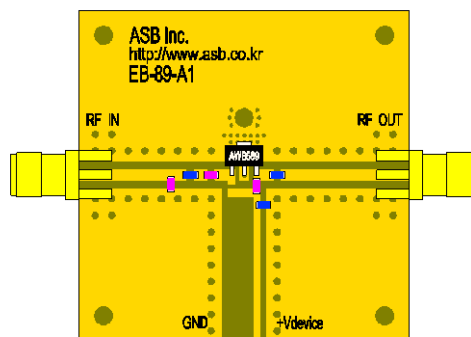 ASB Inc.
http://www.asb.co.kr
EB-89-A1
RF IN
RF OUT
AWB589
GND
+Vdevice